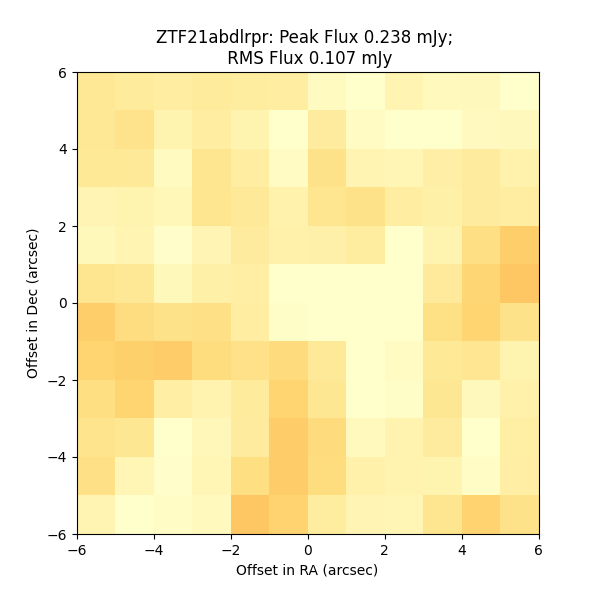 ZTF21abdlrpr: Peak Flux 0.238 mJy;
RMS Flux 0.107 mJy
6
4
2
0
−2
−4
−6
Offset in Dec (arcsec)
−6 −4 −2 0 2 4 6
Offset in RA (arcsec)